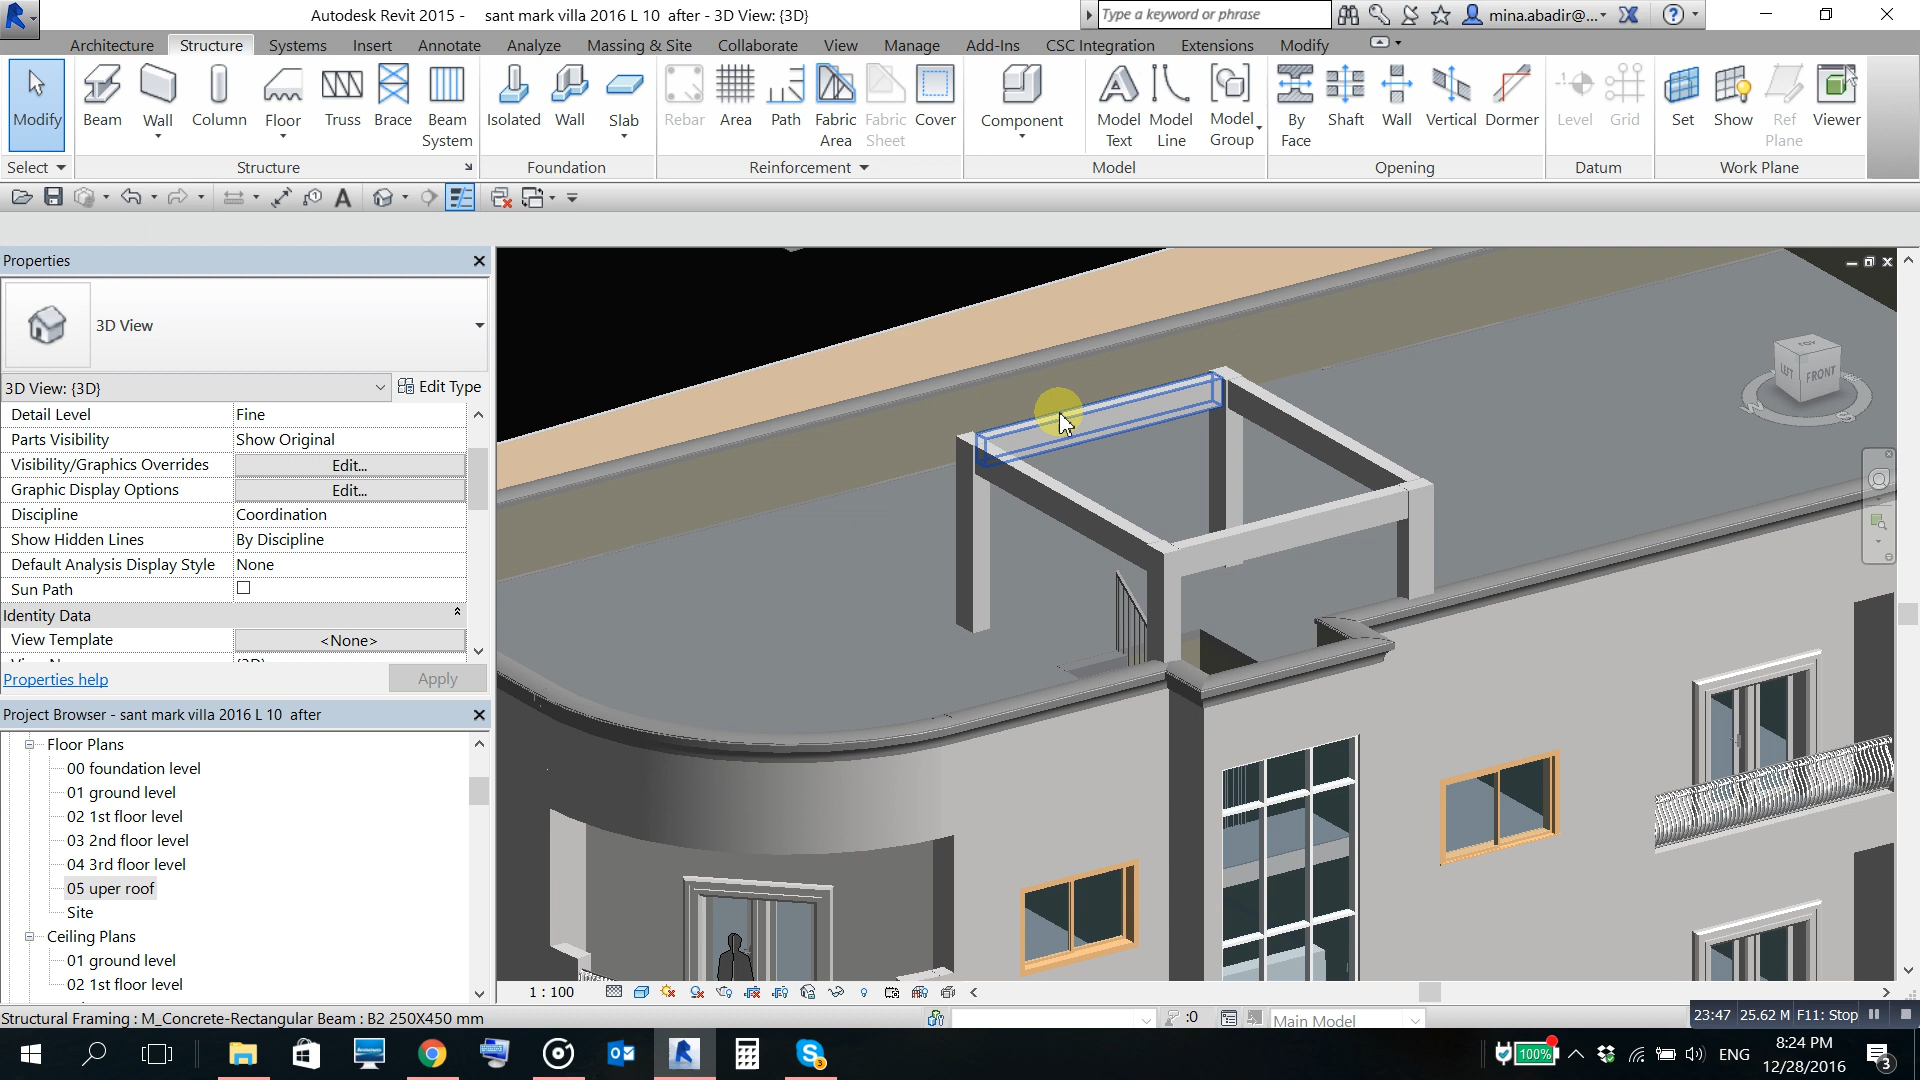 Autodesk Revit 2015 - sant mark villa 2016 L 10 after - 3D View: {3D}
Type a keyword or phrase
mina.abadir@...
Architecture Structure Systems Insert Annotate Analyze Massing & Site Collaborate View Manage Add-Ins CSC Integration Extensions Modify
Modify Beam Wall Column Floor Truss Brace Beam System Isolated Wall Slab Rebar Area Path Fabric Area Fabric Sheet Cover Component Model Text Model Line Model Group By Face Shaft Wall Vertical Dormer Level Grid Set Show Ref Plane Viewer
Select Structure Foundation Reinforcement Model Opening Datum Work Plane
Properties
3D View
3D View: {3D} Edit Type
Detail Level Fine
Parts Visibility Show Original
Visibility/Graphics Overrides Edit...
Graphic Display Options Edit...
Discipline Coordination
Show Hidden Lines By Discipline
Default Analysis Display Style None
Sun Path
Identity Data
View Template <None>
Properties help Apply
Project Browser - sant mark villa 2016 L 10 after
Floor Plans
00 foundation level
01 ground level
02 1st floor level
03 2nd floor level
04 3rd floor level
05 uper roof
Site
Ceiling Plans
01 ground level
02 1st floor level
FRONT
1 : 100
Structural Framing : M_Concrete-Rectangular Beam : B2 250X450 mm
:0
Main Model
23:47 25.62 M F11: Stop
100%
ENG
8:24 PM
12/28/2016
3